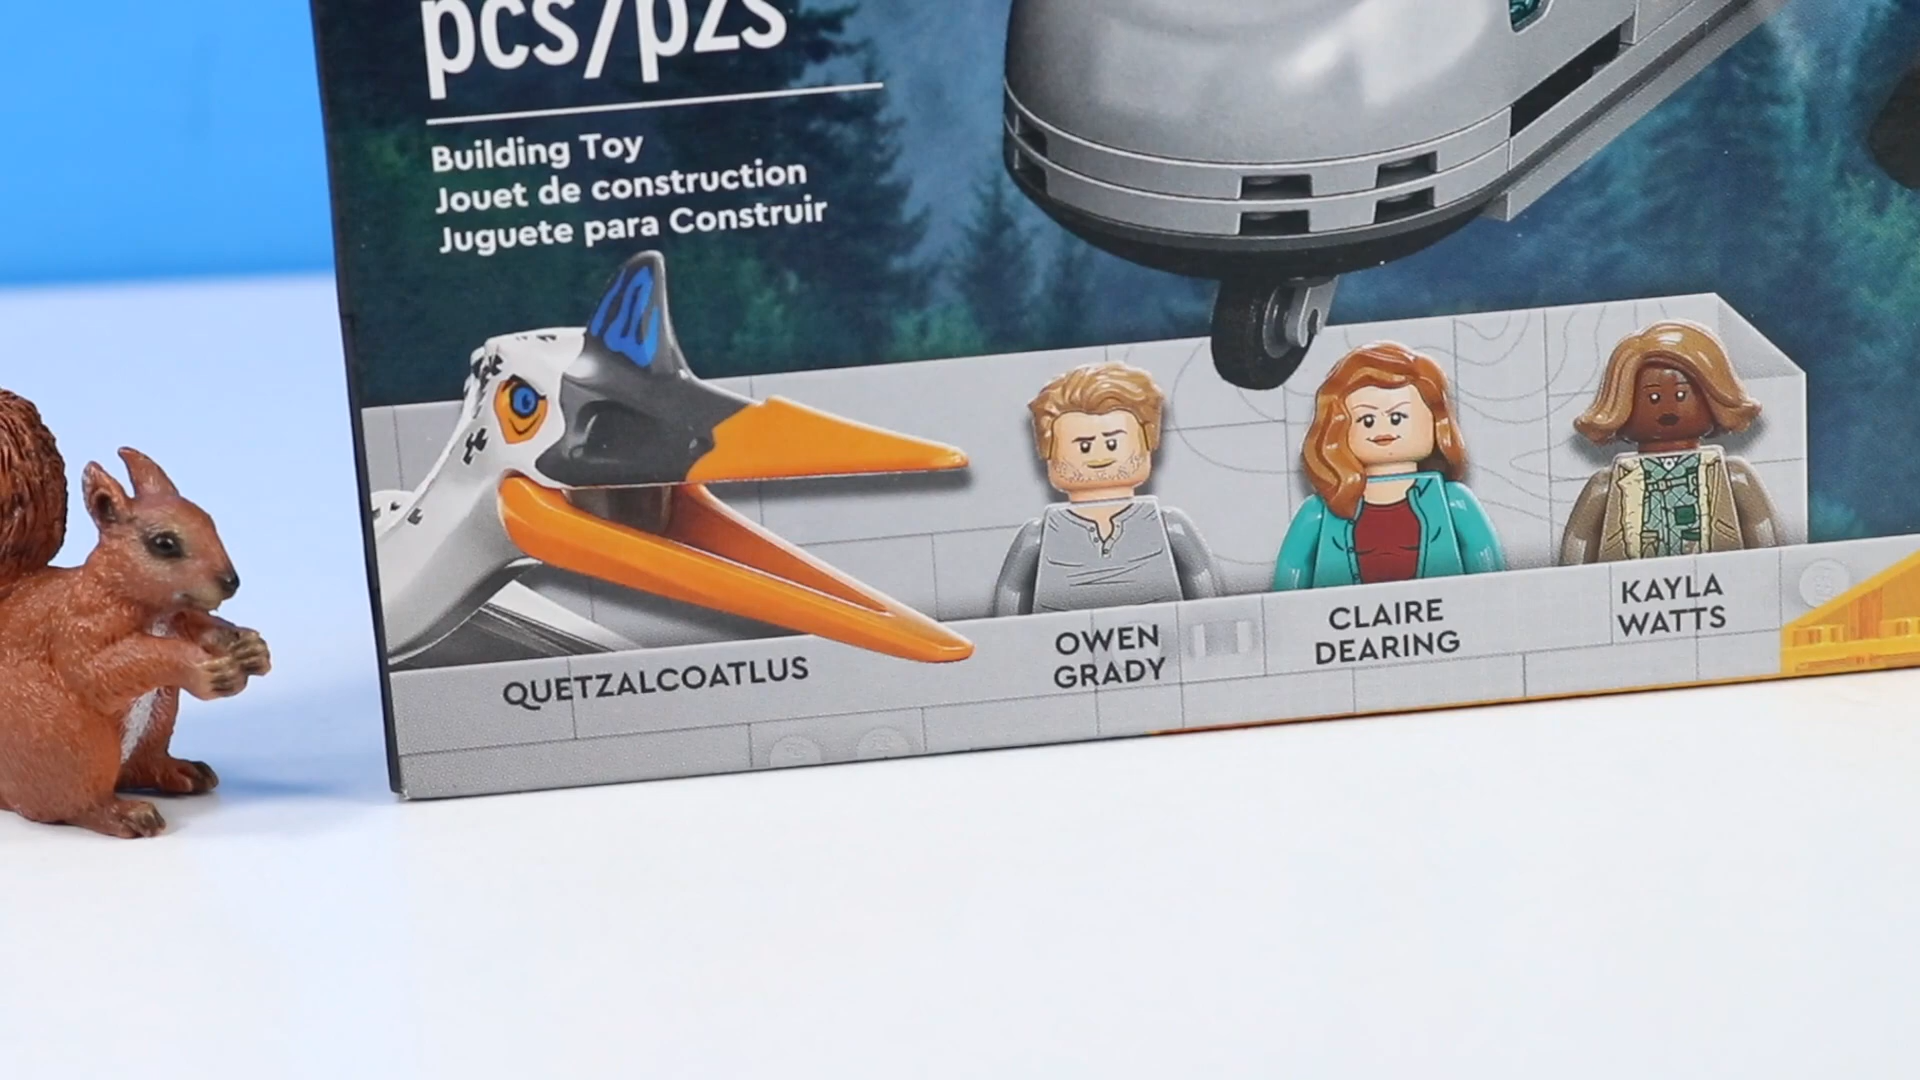 pcs/pzs
Building Toy
Jouet de construction
Juguete para Construir
QUETZALCOATLUS
OWEN
GRADY
CLAIRE
DEARING
KAYLA
WATTS